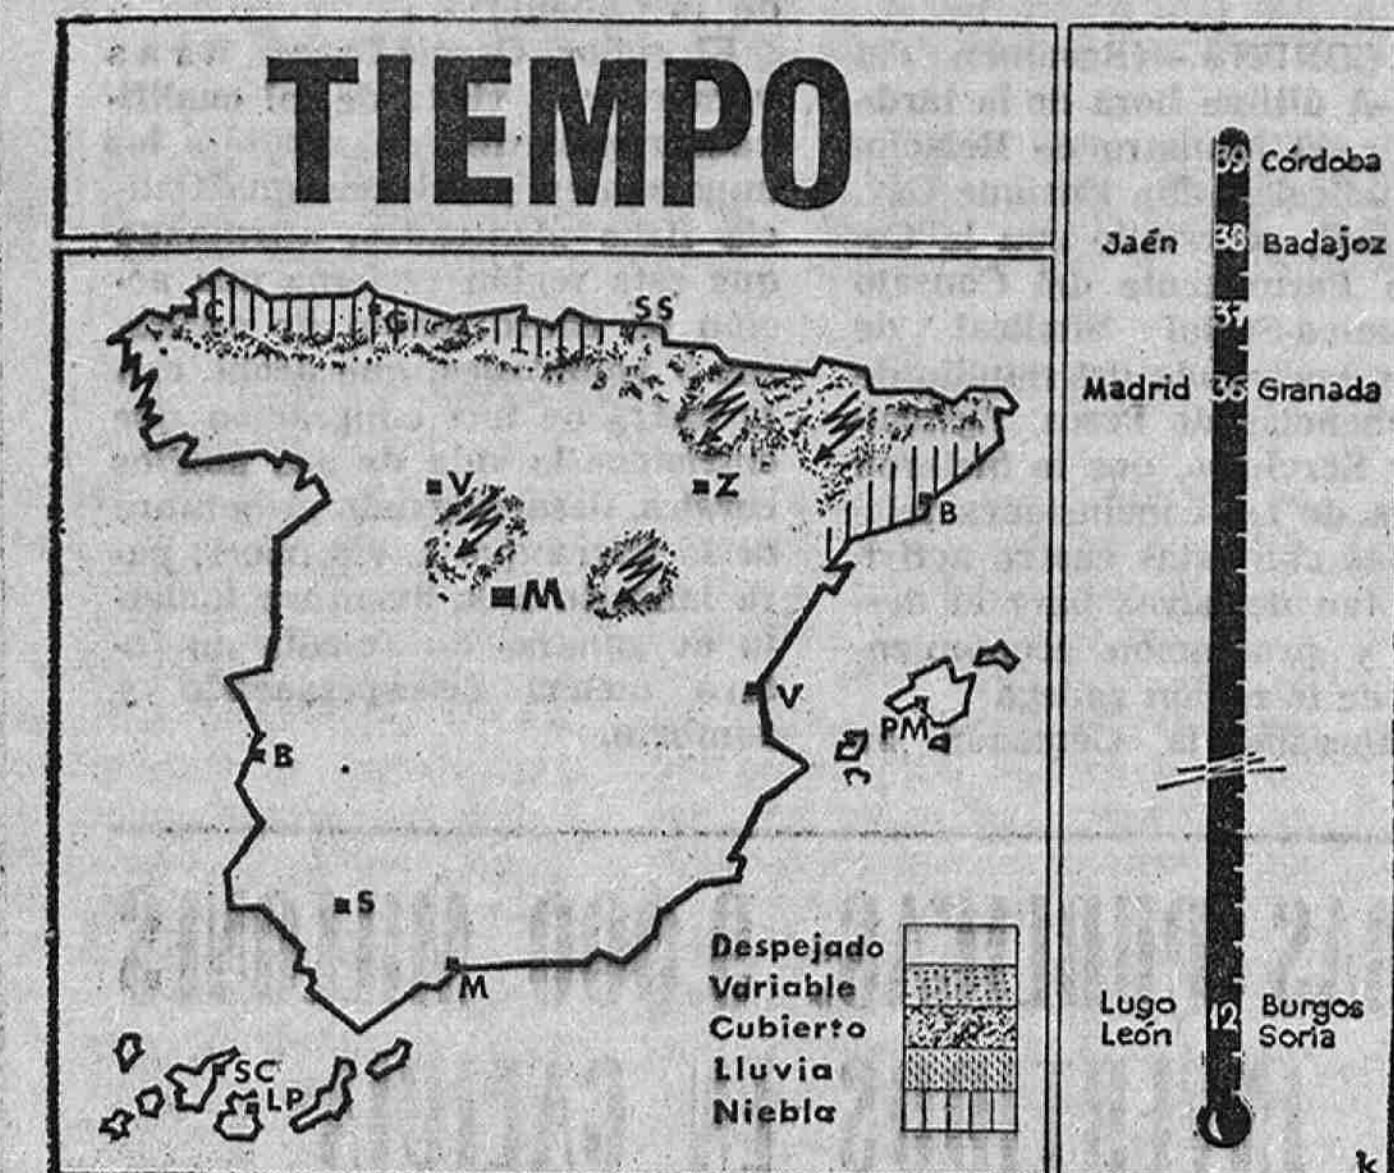 TIEMPO
C
G
SS
V
Z
B
M
V
PM
B
S
M
SC
LP
Despejado
Variable
Cubierto
Lluvia
Niebla
39 Córdoba
Jaén 38 Badajoz
37
Madrid 36 Granada
Lugo 12 Burgos
León Soria
k